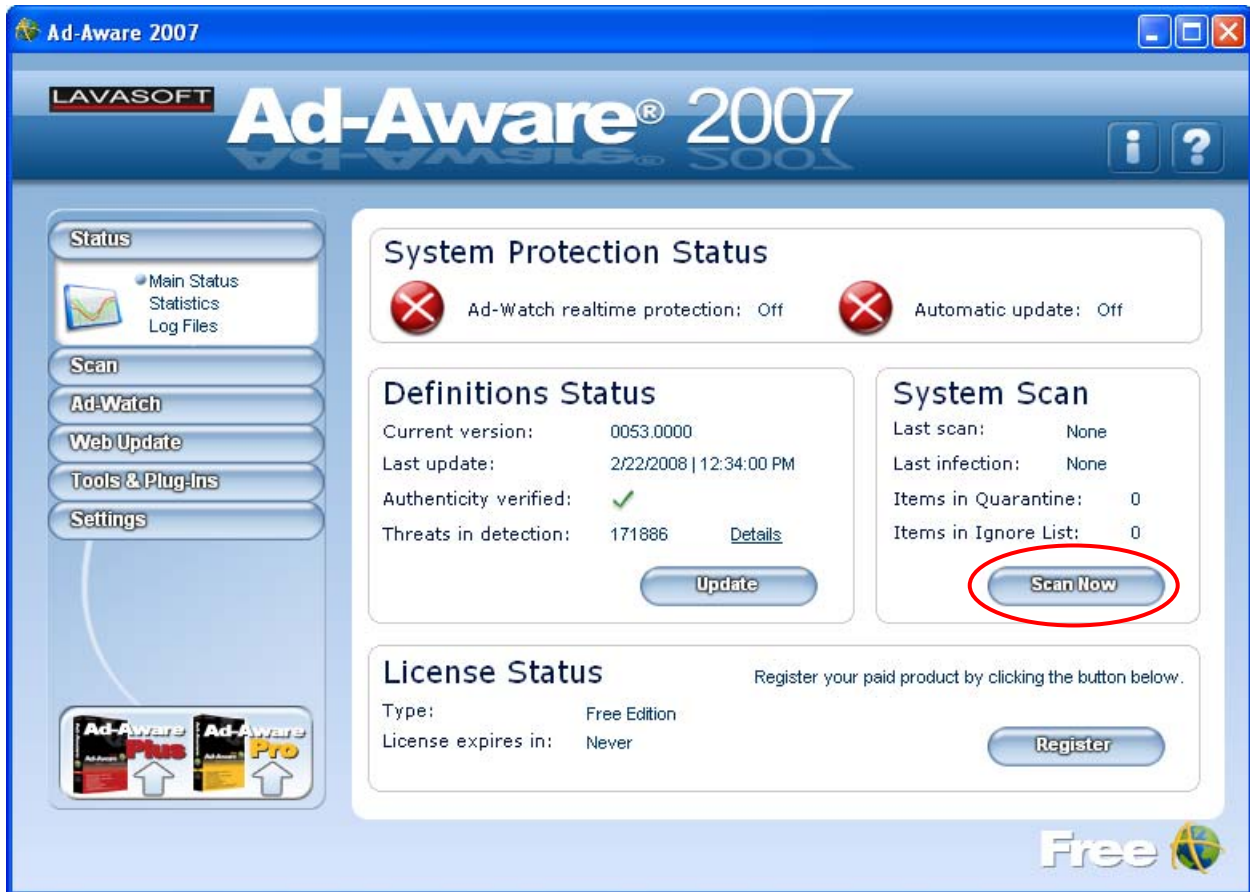 Ad-Aware 2007
LAVASOFT
Ad-Aware® 2007
i ?
Status
Main Status
Statistics
Log Files
Scan
Ad-Watch
Web Update
Tools & Plug-Ins
Settings
Ad-Aware Plus
Ad-Aware Pro
System Protection Status
Ad-Watch realtime protection: Off
Automatic update: Off
Definitions Status
Current version: 0053.0000
Last update: 2/22/2008 | 12:34:00 PM
Authenticity verified:
Threats in detection: 171886 Details
Update
System Scan
Last scan: None
Last infection: None
Items in Quarantine: 0
Items in Ignore List: 0
Scan Now
License Status
Register your paid product by clicking the button below.
Type: Free Edition
License expires in: Never
Register
Free